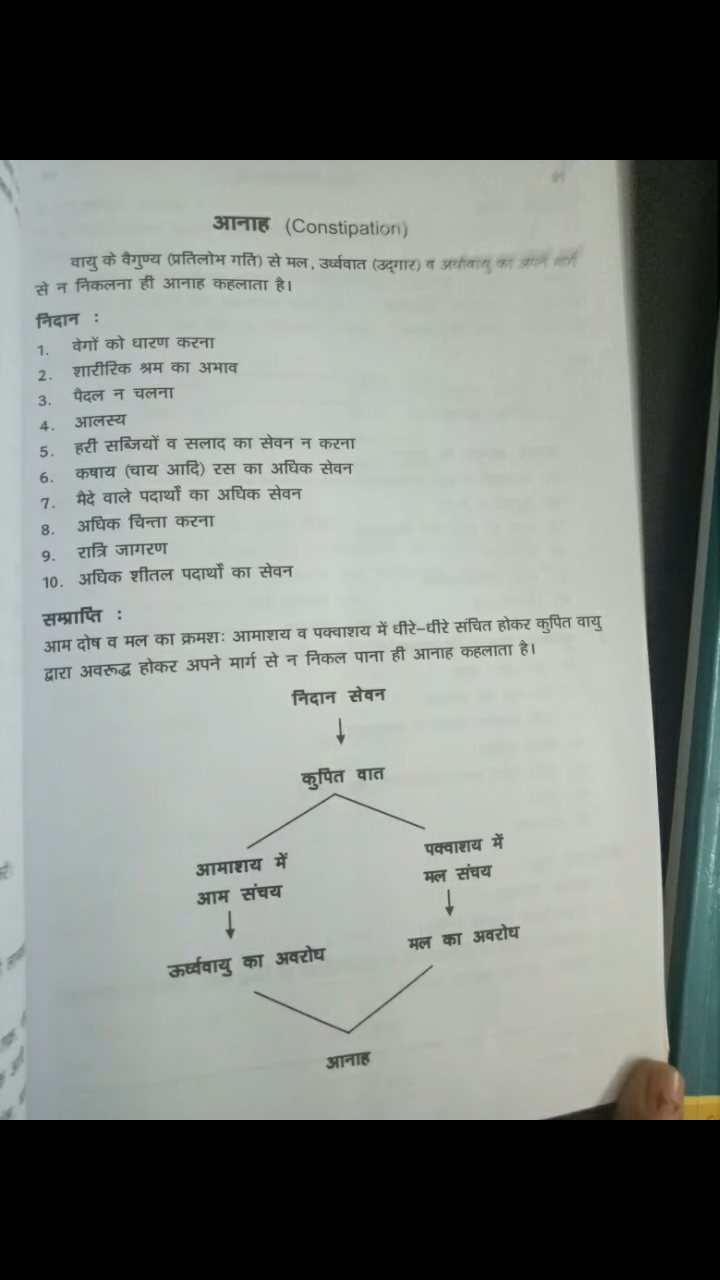 आनाह (Constipation)
वायु के वैगुण्य (प्रतिलोभ गति) से मल, उर्ध्ववात (उद्‌गार) व अधोवायु का अपने मार्ग
से न निकलना ही आनाह कहलाता है।
निदान :
1. वेगों को धारण करना
2. शारीरिक श्रम का अभाव
3. पैदल न चलना
4. आलस्य
5. हरी सब्जियों व सलाद का सेवन न करना
6. कषाय (चाय आदि) रस का अधिक सेवन
7. मैदे वाले पदार्थों का अधिक सेवन
8. अधिक चिन्ता करना
9. रात्रि जागरण
10. अधिक शीतल पदार्थों का सेवन
सम्प्राप्ति :
आम दोष व मल का क्रमशः आमाशय व पक्वाशय में धीरे-धीरे संचित होकर कुपित वायु
द्वारा अवरूद्ध होकर अपने मार्ग से न निकल पाना ही आनाह कहलाता है।
निदान सेवन
कुपित वात
आमाशय में
आम संचय
पक्वाशय में
मल संचय
ऊर्ध्ववायु का अवरोध
मल का अवरोध
आनाह